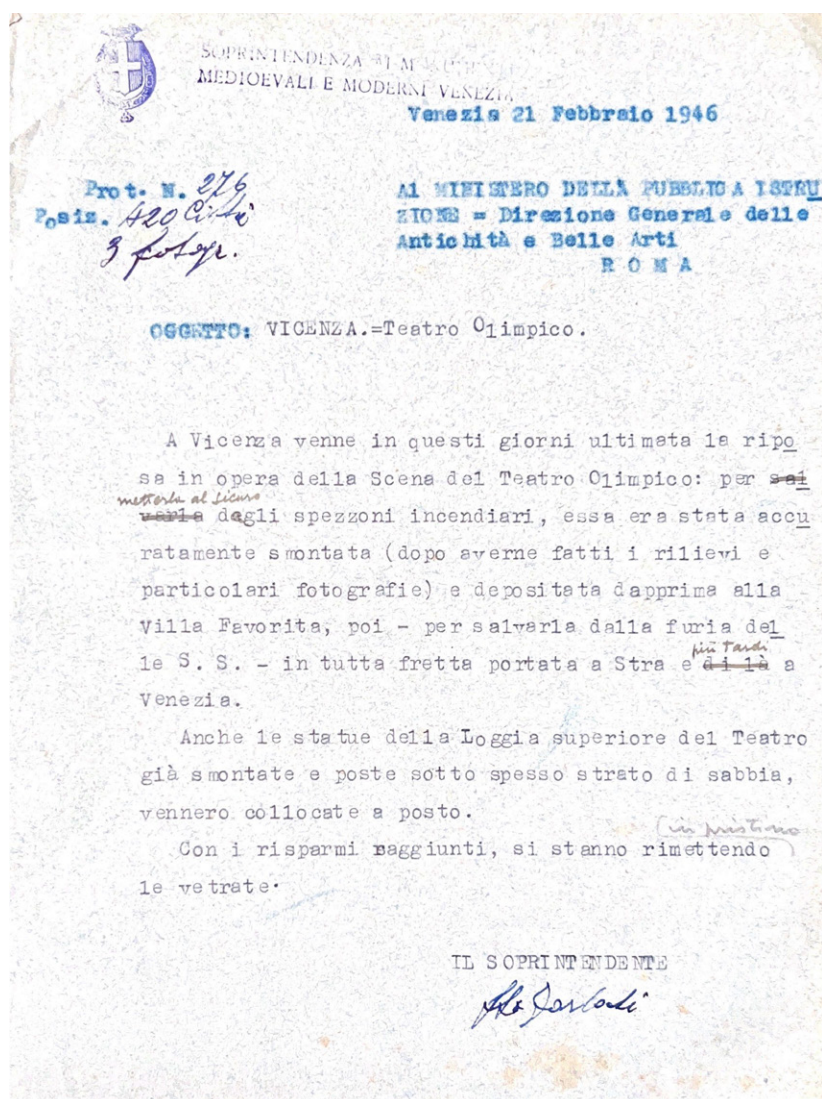 SOPRINTENDENZA AI M
MEDIOEVALI E MODERNI VENEZIA
Venezia 21 Febbraio 1946
Prot. N. 276
Posiz. A20 Città
3 fotogr.
Al MINISTERO DELLA PUBBLICA ISTRU
ZIONE = Direzione Generale delle
Antichità e Belle Arti
R O M A
OGGETTO: VICENZA.=Teatro Olimpico.
A Vicenza venne in questi giorni ultimata la ripo
sa in opera della Scena del Teatro Olimpico: per sal
metterla al sicuro
varla dagli spezzoni incendiari, essa era stata accu
ratamente smontata (dopo averne fatti i rilievi e
particolari fotografie) e depositata dapprima alla
Villa Favorita, poi - per salvarla dalla furia del
più tardi
le S. S. - in tutta fretta portata a Stra e di là a
Venezia.
Anche le statue della Loggia superiore del Teatro
già smontate e poste sotto spesso strato di sabbia,
vennero collocate a posto.
(in pristino
Con i risparmi raggiunti, si stanno rimettendo
le vetrate.
IL SOPRINTENDENTE